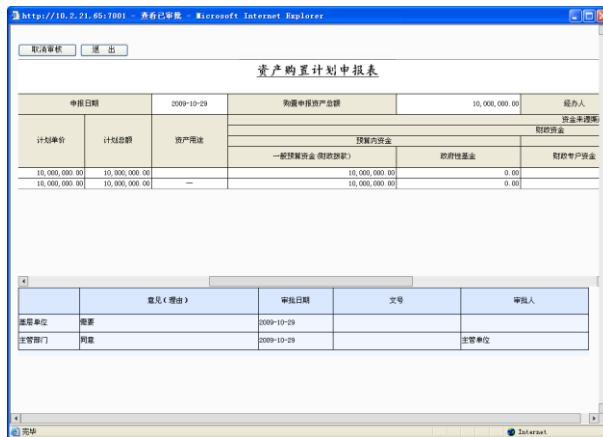 http://10.2.21.65:7001 - 查看已审批 - Microsoft Internet Explorer
取消审核 退 出
资产购置计划申报表
申报日期 2009-10-29 购置申报资产总额 10,000,000.00 经办人
资金来源渠
财政资金
计划单价 计划总额 资产用途 预算内资金
一般预算资金(财政拨款) 政府性基金 财政专户资金
10,000,000.00 10,000,000.00 10,000,000.00 0.00
10,000,000.00 10,000,000.00 — 10,000,000.00 0.00
意见(理由) 审批日期 文号 审批人
基层单位 需要 2009-10-29
主管部门 同意 2009-10-29 主管单位
完毕 Internet